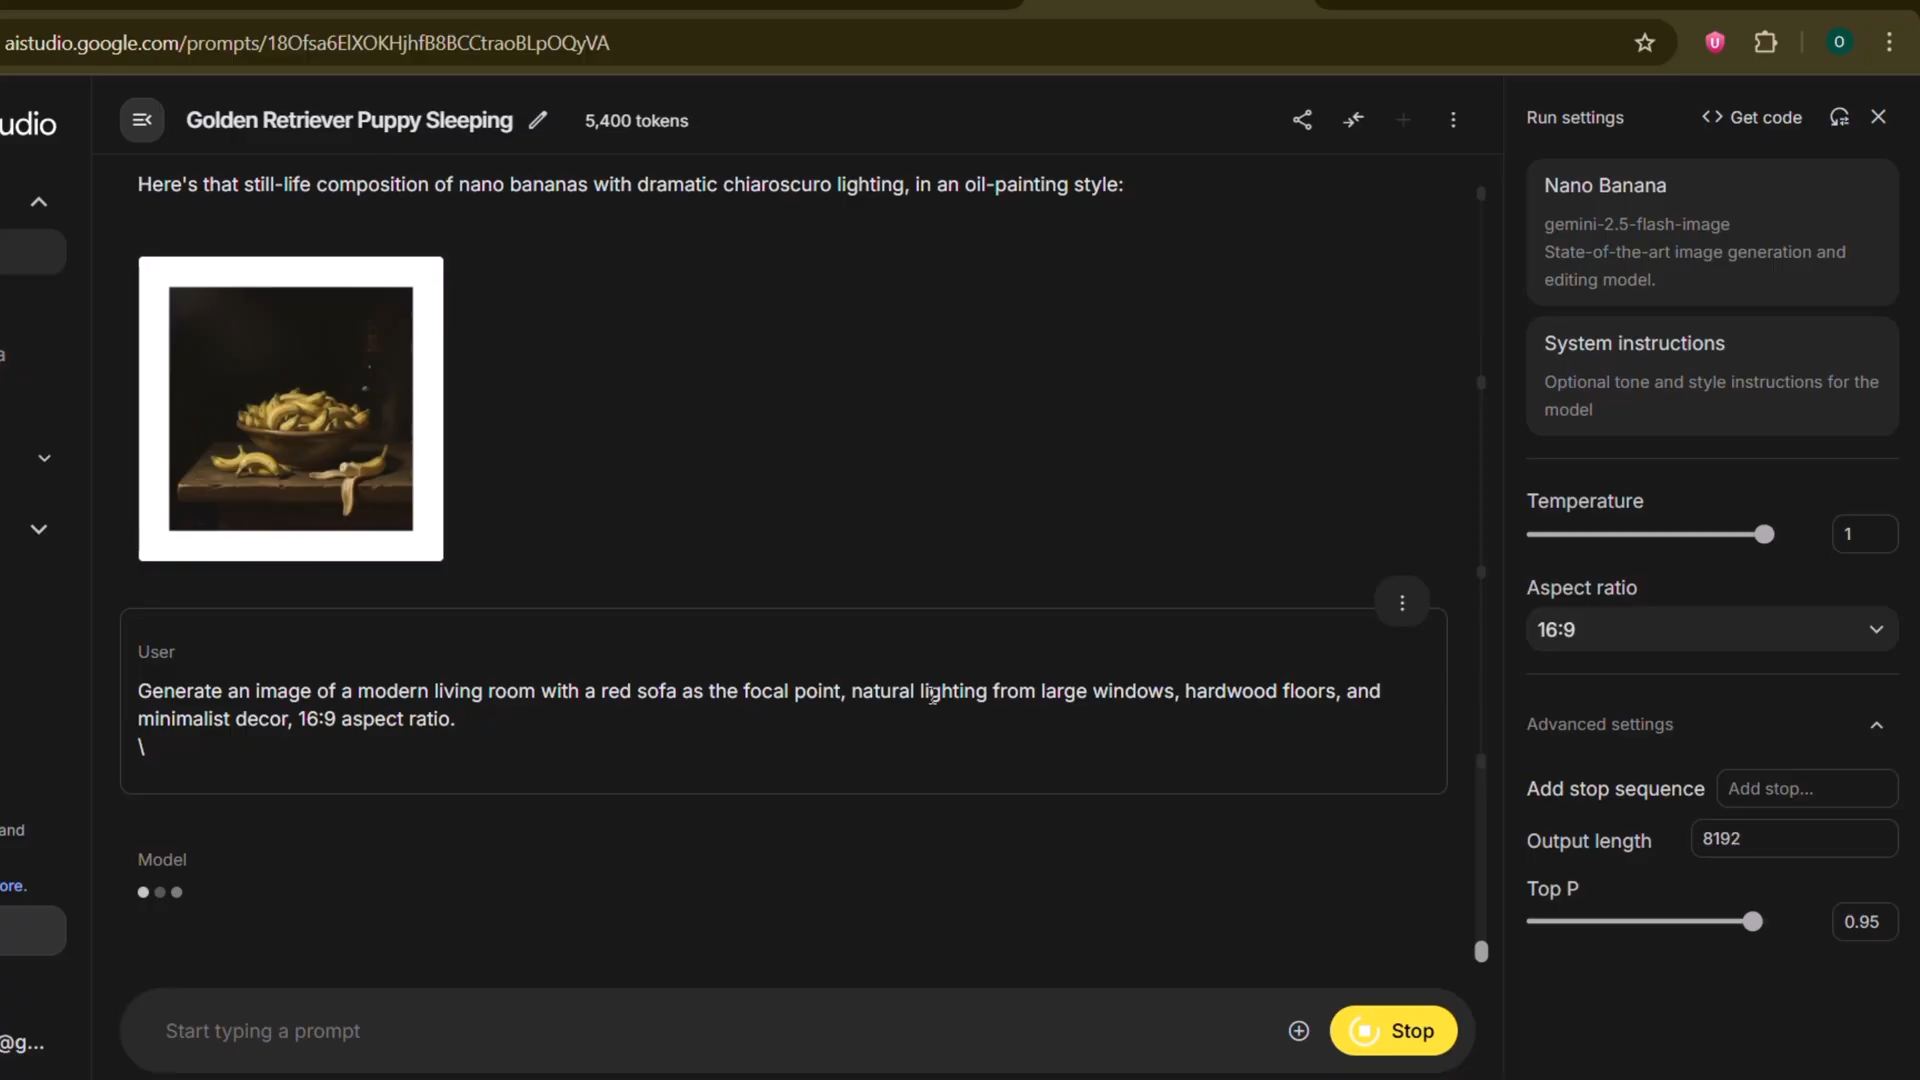 aistudio.google.com/prompts/18Ofsa6ElXOKHjhfB8BCCtraoBLpOQyVA
U
O
udio
Golden Retriever Puppy Sleeping
5,400 tokens
Here's that still-life composition of nano bananas with dramatic chiaroscuro lighting, in an oil-painting style:
User
Generate an image of a modern living room with a red sofa as the focal point, natural lighting from large windows, hardwood floors, and
minimalist decor, 16:9 aspect ratio.
\
Model
Start typing a prompt
Stop
a
and
ore.
@g...
Run settings
<> Get code
Nano Banana
gemini-2.5-flash-image
State-of-the-art image generation and
editing model.
System instructions
Optional tone and style instructions for the
model
Temperature
1
Aspect ratio
16:9
Advanced settings
Add stop sequence
Add stop...
Output length
8192
Top P
0.95